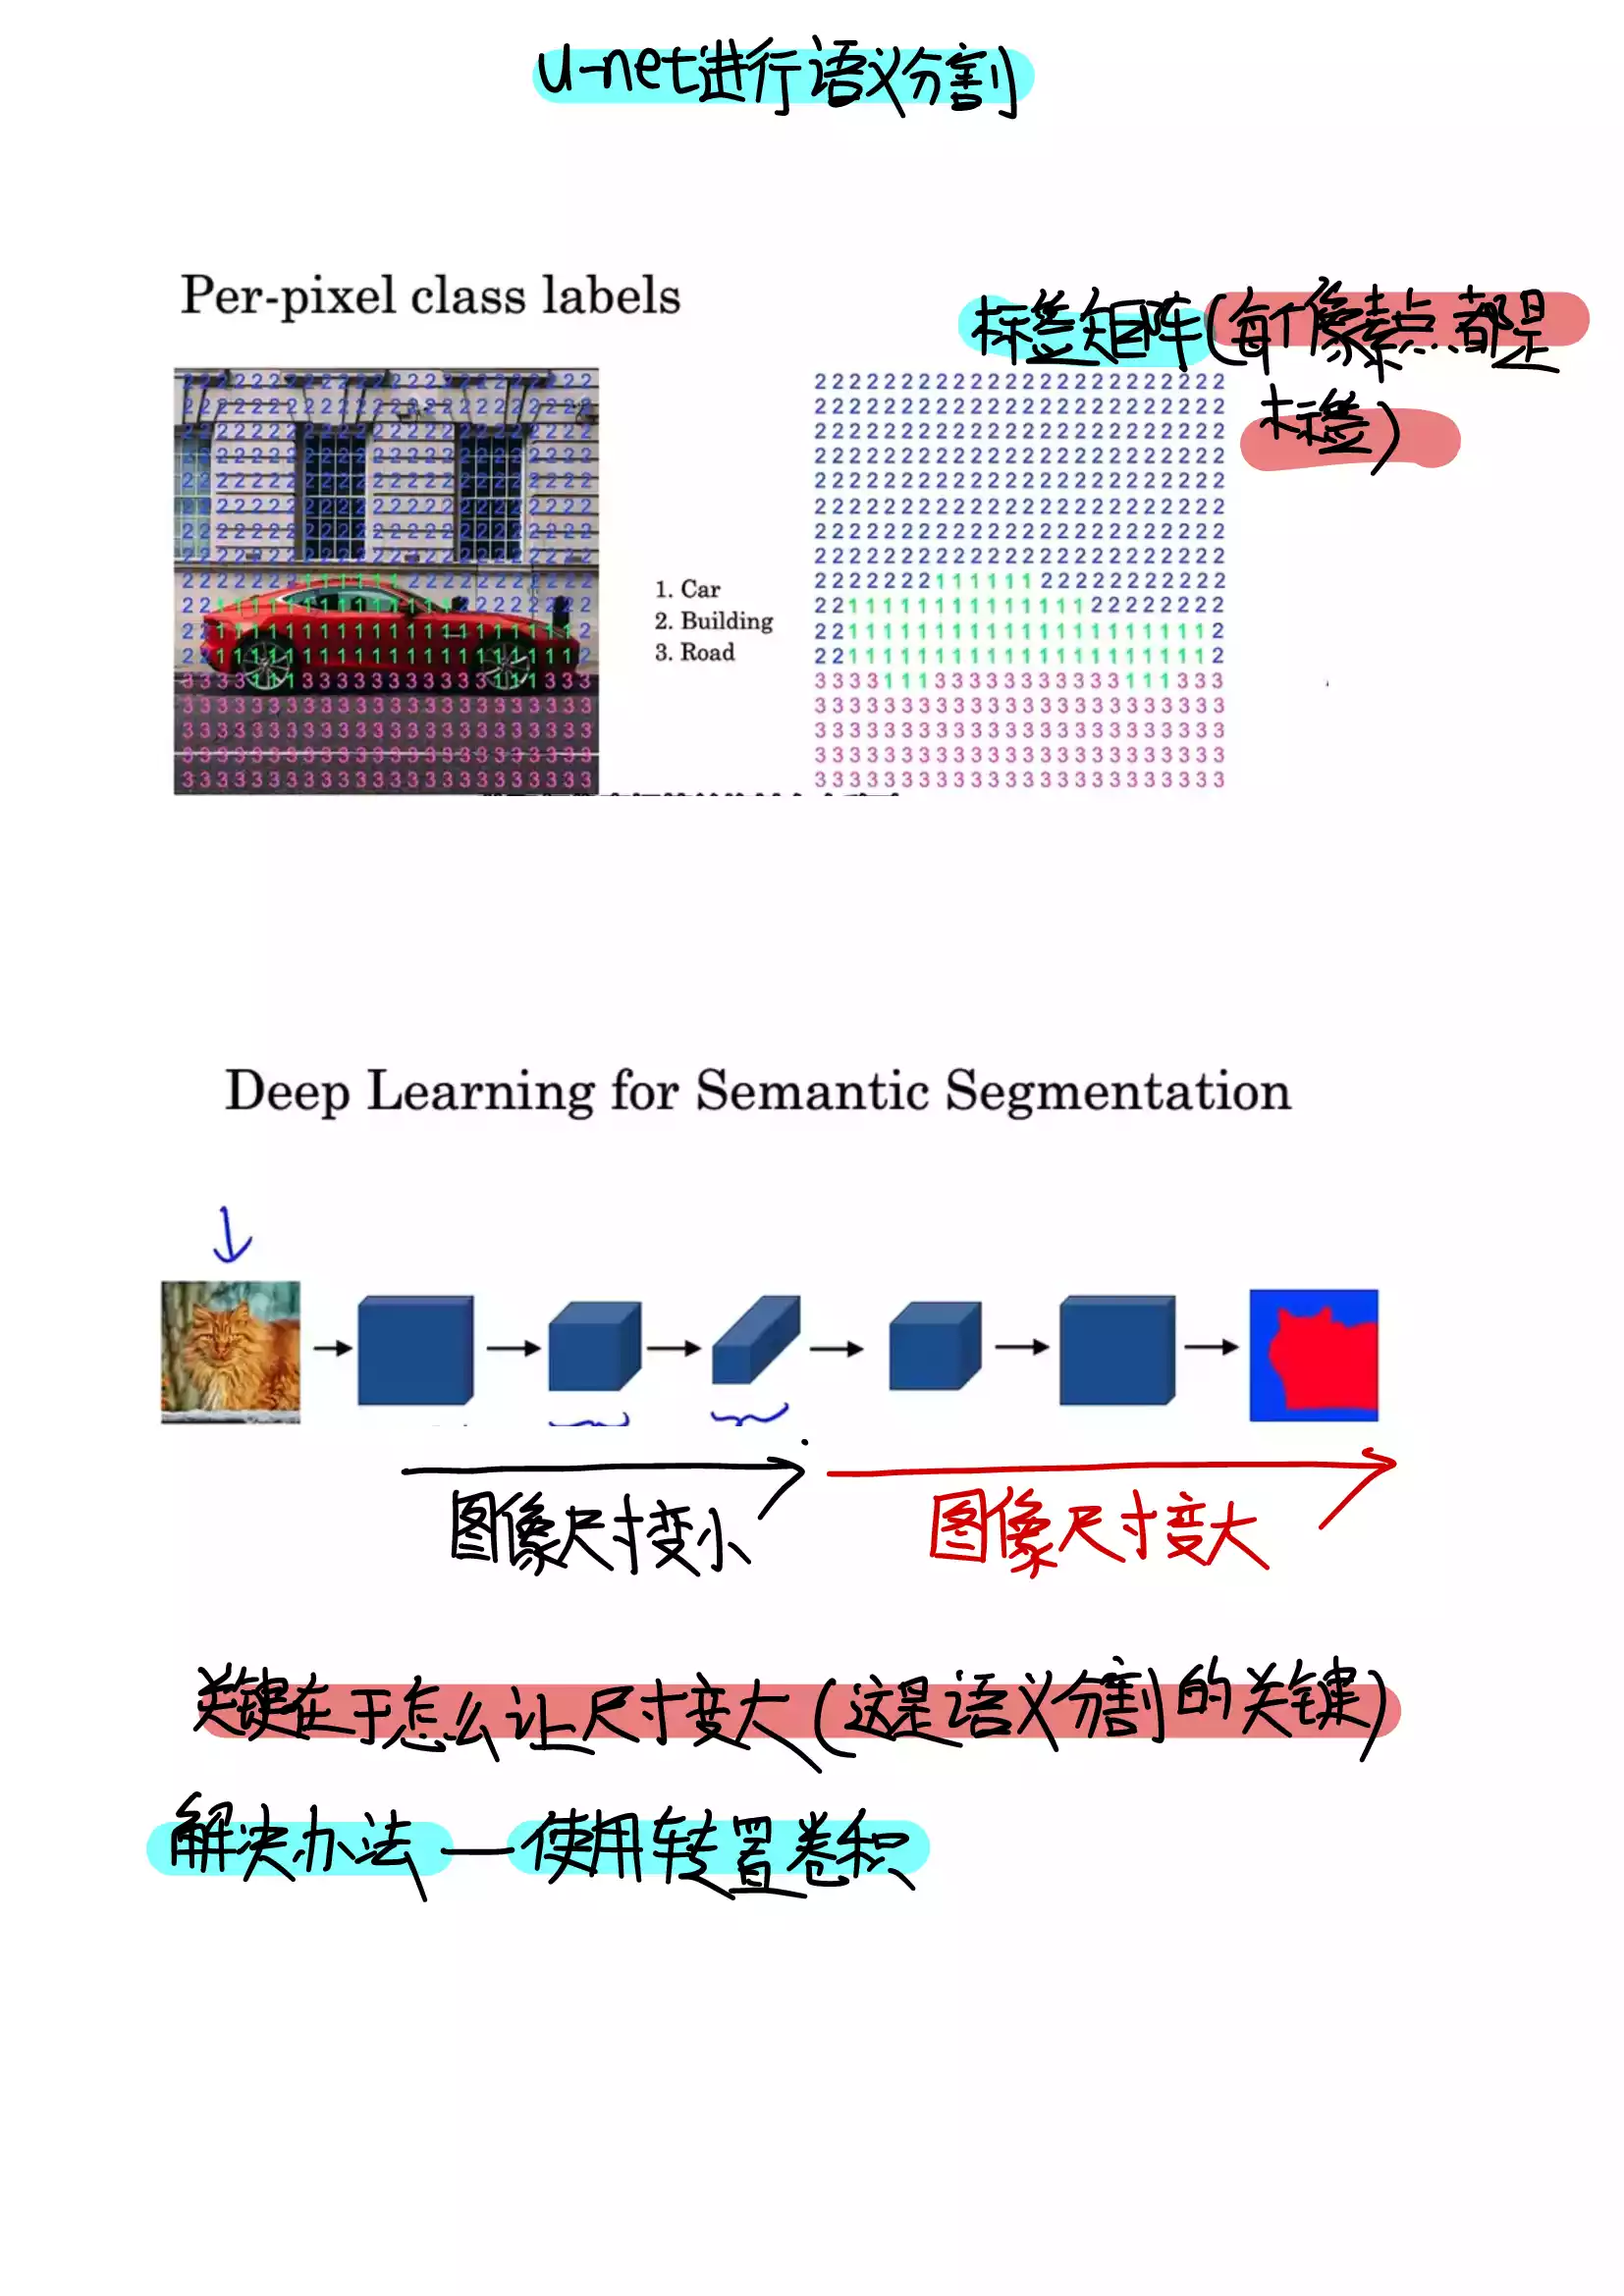 u-net进行语义分割
Per-pixel class labels
标签矩阵(每个像素点都是
标签)
2 2 2 2 2 2 2 2 2 2 2 2 2 2 2 2 2 2 2 2 2 2 2 2
2 2 2 2 2 2 2 2 2 2 2 2 2 2 2 2 2 2 2 2 2 2 2 2
2 2 2 2 2 2 2 2 2 2 2 2 2 2 2 2 2 2 2 2 2 2 2 2
2 2 2 2 2 2 2 2 2 2 2 2 2 2 2 2 2 2 2 2 2 2 2 2
2 2 2 2 2 2 2 2 2 2 2 2 2 2 2 2 2 2 2 2 2 2 2 2
2 2 2 2 2 2 2 2 2 2 2 2 2 2 2 2 2 2 2 2 2 2 2 2
2 2 2 2 2 2 2 2 2 2 2 2 2 2 2 2 2 2 2 2 2 2 2 2
2 2 2 2 2 2 2 2 2 2 2 2 2 2 2 2 2 2 2 2 2 2 2 2
2 2 2 2 2 2 2 1 1 1 1 1 1 2 2 2 2 2 2 2 2 2 2 2
2 2 1 1 1 1 1 1 1 1 1 1 1 1 1 1 2 2 2 2 2 2 2 2
2 2 1 1 1 1 1 1 1 1 1 1 1 1 1 1 1 1 1 1 1 1 1 2
2 2 1 1 1 1 1 1 1 1 1 1 1 1 1 1 1 1 1 1 1 1 1 2
3 3 3 3 1 1 1 3 3 3 3 3 3 3 3 3 3 3 1 1 1 3 3 3
3 3 3 3 3 3 3 3 3 3 3 3 3 3 3 3 3 3 3 3 3 3 3 3
3 3 3 3 3 3 3 3 3 3 3 3 3 3 3 3 3 3 3 3 3 3 3 3
3 3 3 3 3 3 3 3 3 3 3 3 3 3 3 3 3 3 3 3 3 3 3 3
3 3 3 3 3 3 3 3 3 3 3 3 3 3 3 3 3 3 3 3 3 3 3 3
1. Car
2. Building
3. Road
Deep Learning for Semantic Segmentation
图像尺寸变小
图像尺寸变大
关键在于怎么让尺寸变大(这是语义分割的关键)
解决办法—使用转置卷积